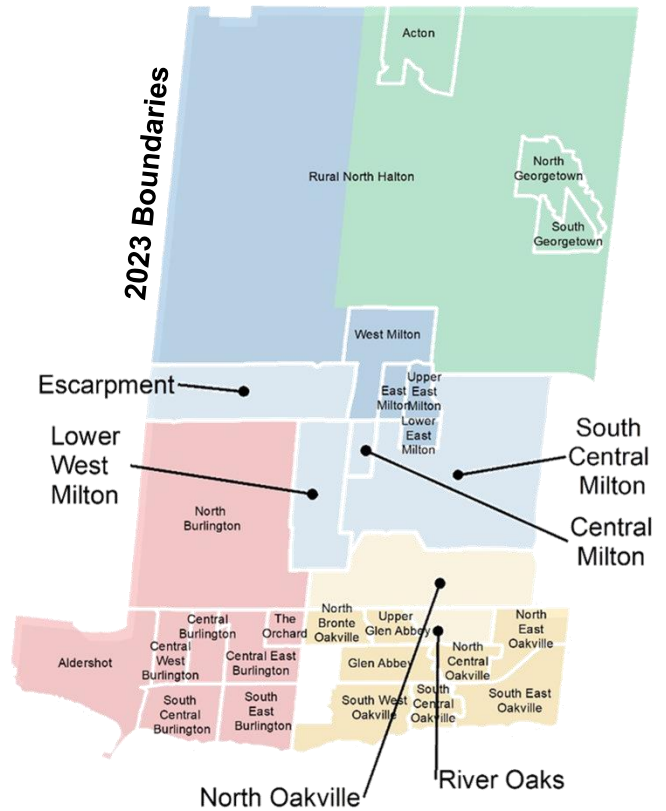 2023 Boundaries
Acton
North
Georgetown
Rural North Halton
South
Georgetown
West Milton
Escarpment
East
Milton
Upper
East
Milton
Lower
East
Milton
Lower
West
Milton
South
Central
Milton
North
Burlington
Central
Milton
Central
Burlington
The
Orchard
North
Bronte
Oakville
Upper
Glen Abbey
North
East
Oakville
Aldershot
Central
West
Burlington
Central East
Burlington
Glen Abbey
North
Central
Oakville
South
Central
Burlington
South
East
Burlington
South West
Oakville
South
Central
Oakville
South East
Oakville
North Oakville
River Oaks